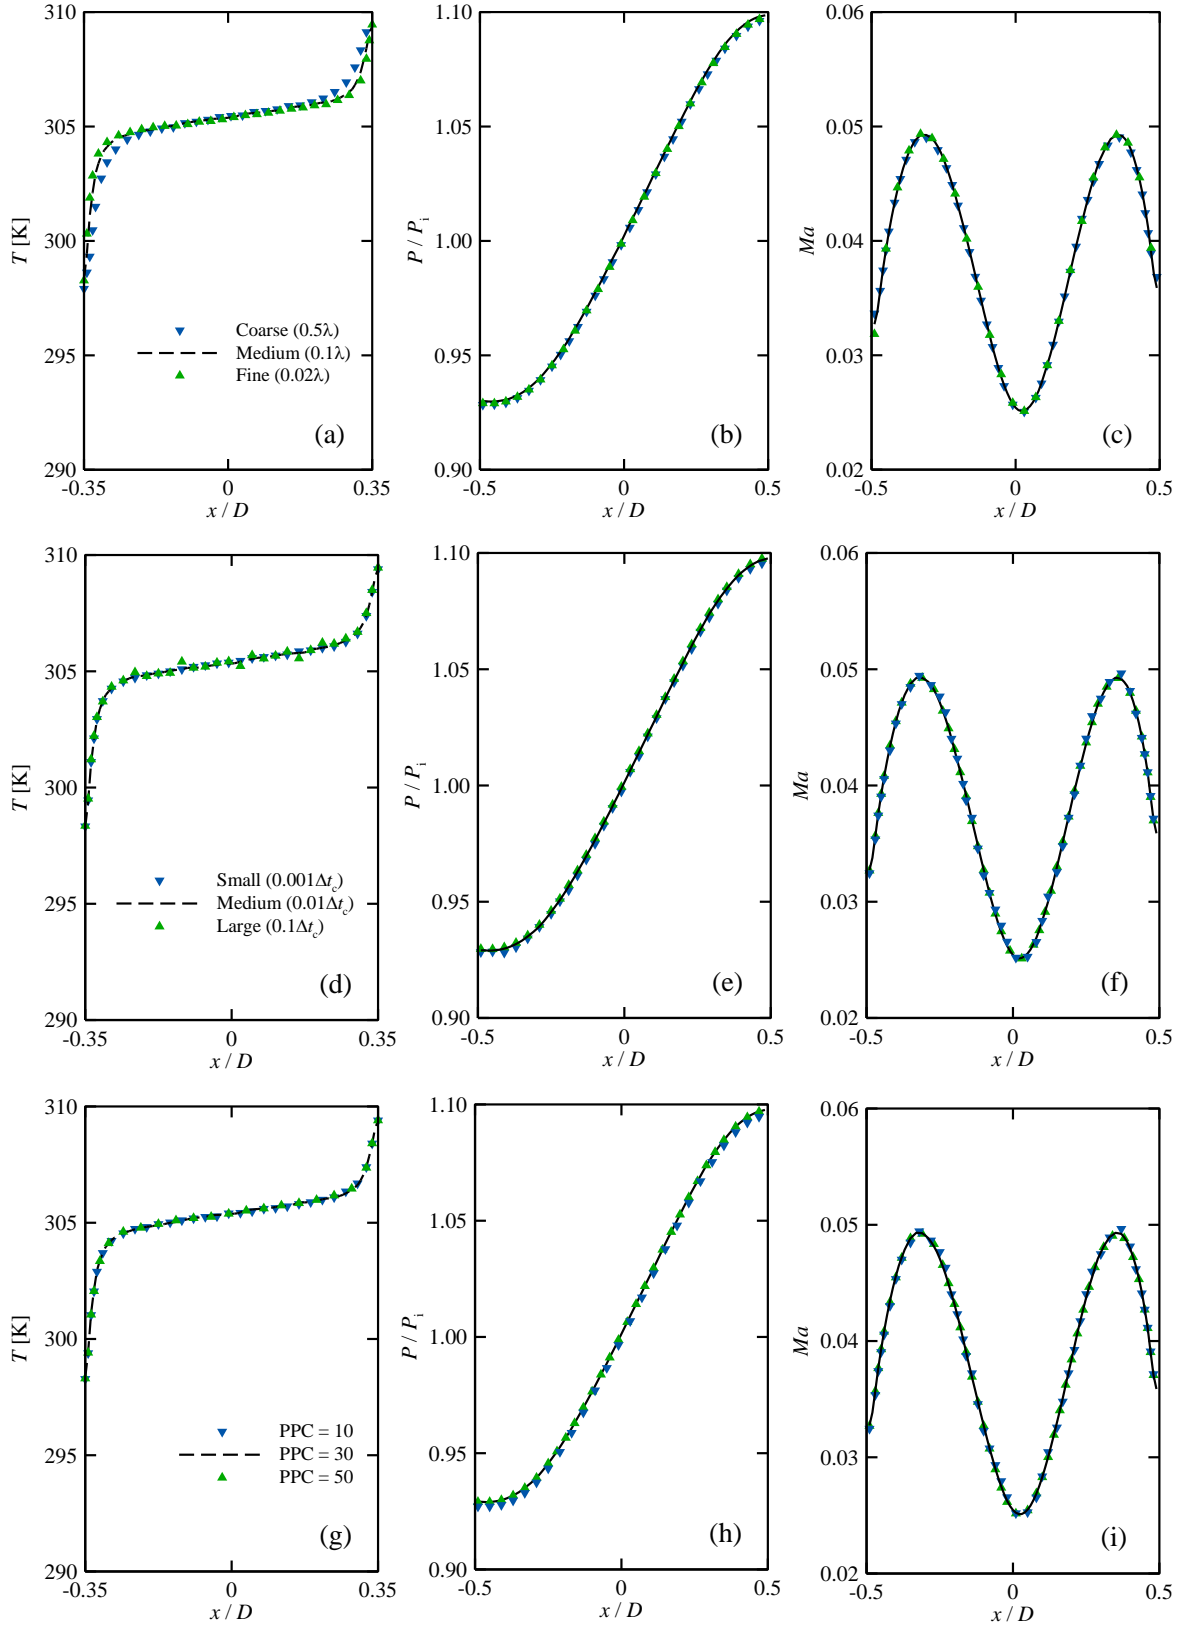 310
305
300
295
290
T [K]
Coarse (0.5λ)
Medium (0.1λ)
Fine (0.02λ)
(a)
-0.35
0
0.35
x / D
1.10
1.05
1.00
0.95
0.90
P / Pi
(b)
-0.5
0
0.5
x / D
0.06
0.05
0.04
0.03
0.02
Ma
(c)
-0.5
0
0.5
x / D
310
305
300
295
290
T [K]
Small (0.001Δtc)
Medium (0.01Δtc)
Large (0.1Δtc)
(d)
-0.35
0
0.35
x / D
1.10
1.05
1.00
0.95
0.90
P / Pi
(e)
-0.5
0
0.5
x / D
0.06
0.05
0.04
0.03
0.02
Ma
(f)
-0.5
0
0.5
x / D
310
305
300
295
290
T [K]
PPC = 10
PPC = 30
PPC = 50
(g)
-0.35
0
0.35
x / D
1.10
1.05
1.00
0.95
0.90
P / Pi
(h)
-0.5
0
0.5
x / D
0.06
0.05
0.04
0.03
0.02
Ma
(i)
-0.5
0
0.5
x / D